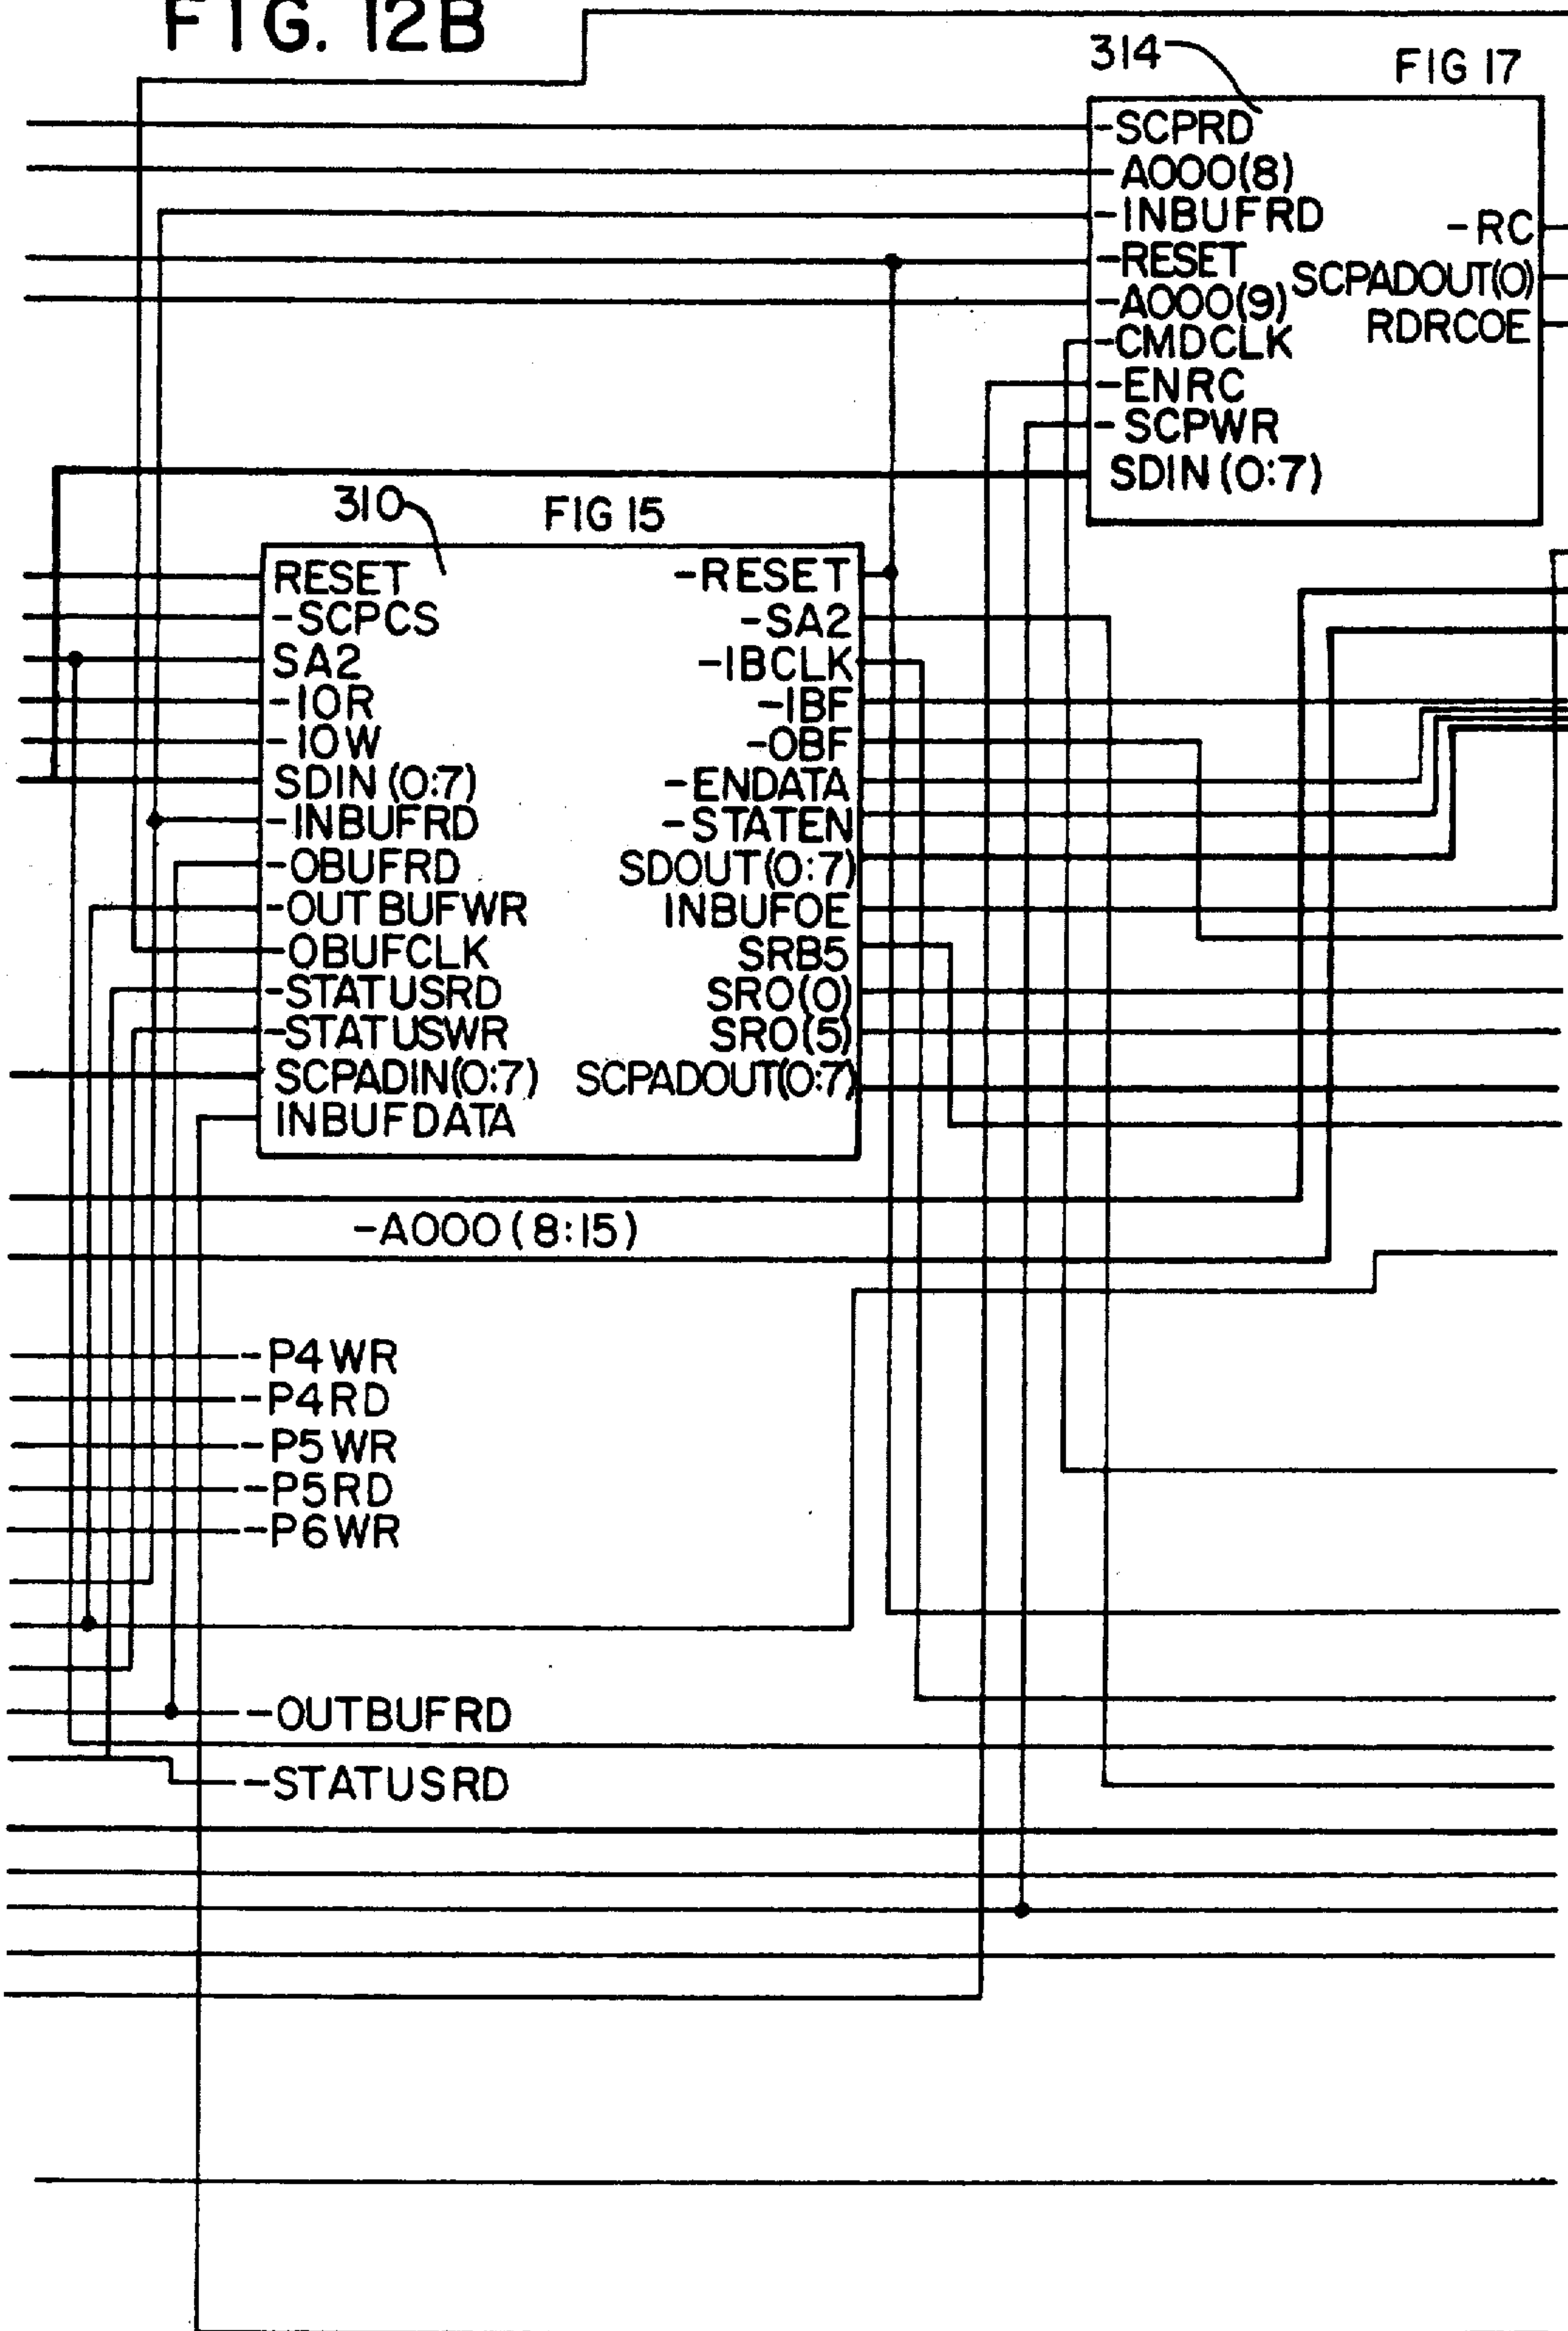 FIG. 12B
314
FIG 17
-SCPRD
A000(8)
-INBUFRD
-RESET
-A000(9)
-CMDCLK
-ENRC
-SCPWR
SDIN(0:7)
-RC
SCPADOUT(0)
RDRCOE
310
FIG 15
RESET
-SCPCS
SA2
-IOR
-IOW
SDIN(0:7)
-INBUFRD
-OBUFRD
-OUTBUFWR
-OBUFCLK
-STATUSRD
-STATUSWR
SCPADIN(0:7)
INBUFDATA
-RESET
-SA2
-IBCLK
-IBF
-OBF
-ENDATA
-STATEN
SDOUT(0:7)
INBUFOE
SRB5
SRO(0)
SRO(5)
SCPADOUT(0:7)
-A000(8:15)
-P4WR
-P4RD
-P5WR
-P5RD
-P6WR
-OUTBUFRD
-STATUSRD